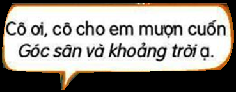 Cô ơi, cô cho em mượn cuốn
Góc sân và khoảng trời ạ.